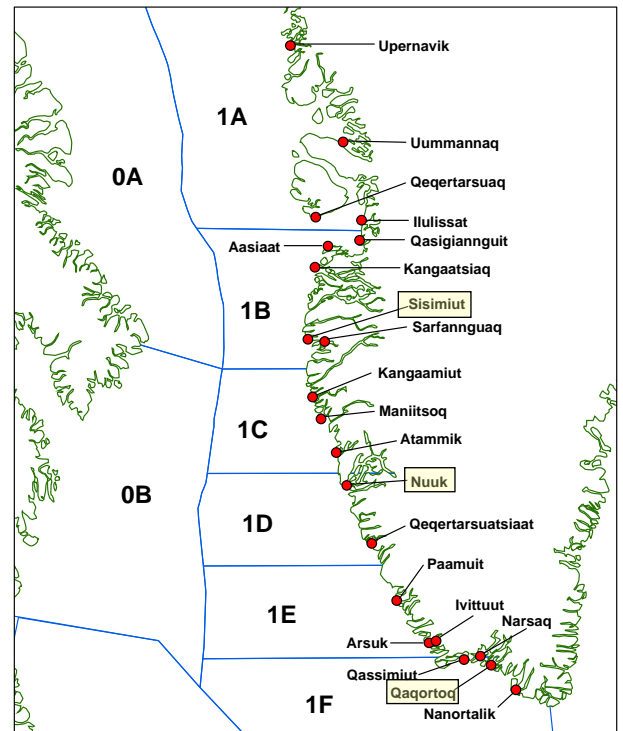 Upernavik
1A
Uummannaq
0A
Qeqertarsuaq
Ilulissat
Aasiaat
Qasigiannguit
Kangaatsiaq
1B
Sisimiut
Sarfannguaq
Kangaamiut
Maniitsoq
1C
Atammik
Nuuk
0B
1D
Qeqertarsuatsiaat
Paamuit
1E
Ivittuut
Narsaq
Arsuk
Qassimiut
Qaqortoq
1F
Nanortalik